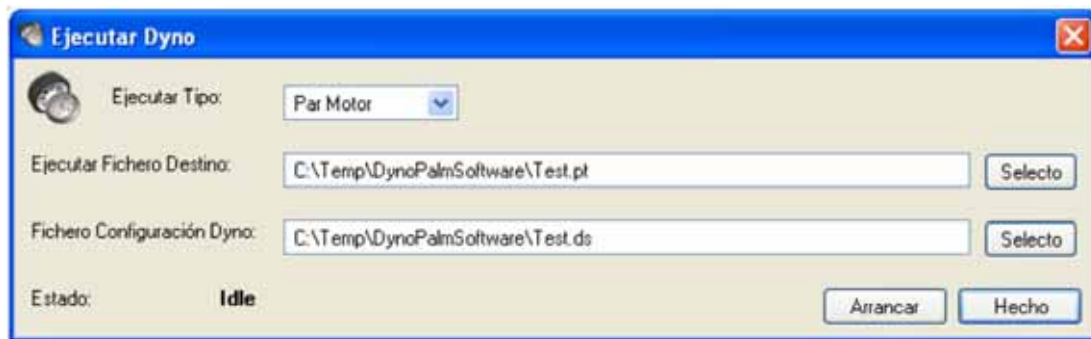 Ejecutar Dyno
Ejecutar Tipo: Par Motor
Ejecutar Fichero Destino: C:\Temp\DynoPalmSoftware\Test.pt Selecto
Fichero Configuración Dyno: C:\Temp\DynoPalmSoftware\Test.ds Selecto
Estado: Idle Arrancar Hecho